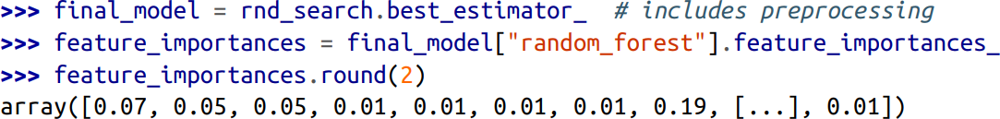 >>> final_model = rnd_search.best_estimator_  # includes preprocessing
>>> feature_importances = final_model["random_forest"].feature_importances_
>>> feature_importances.round(2)
array([0.07, 0.05, 0.05, 0.01, 0.01, 0.01, 0.01, 0.19, [...], 0.01])